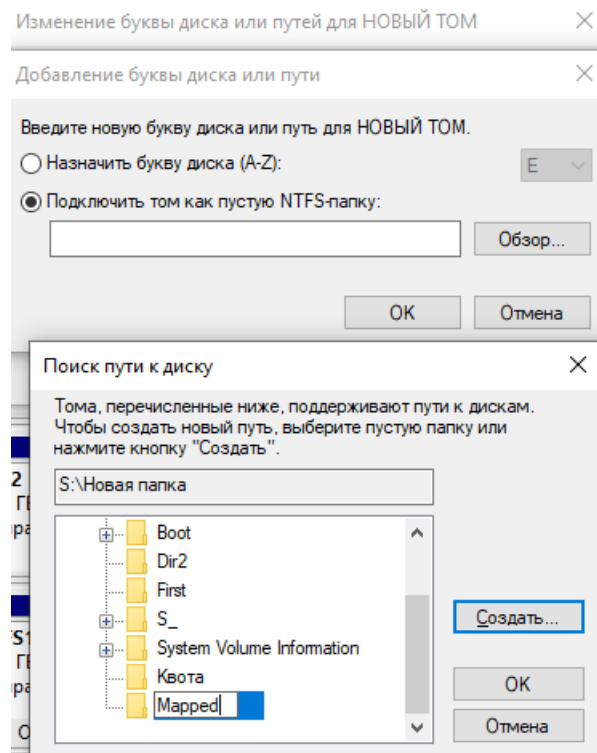 Изменение буквы диска или путей для НОВЫЙ ТОМ
Добавление буквы диска или пути
Введите новую букву диска или путь для НОВЫЙ ТОМ.
Назначить букву диска (A-Z):
E
Подключить том как пустую NTFS-папку:
Обзор...
OK
Отмена
Поиск пути к диску
Тома, перечисленные ниже, поддерживают пути к дискам.
Чтобы создать новый путь, выберите пустую папку или
нажмите кнопку "Создать".
S:\Новая папка
Boot
Dir2
First
S_
Создать...
System Volume Information
Квота
OK
Mapped
Отмена
2